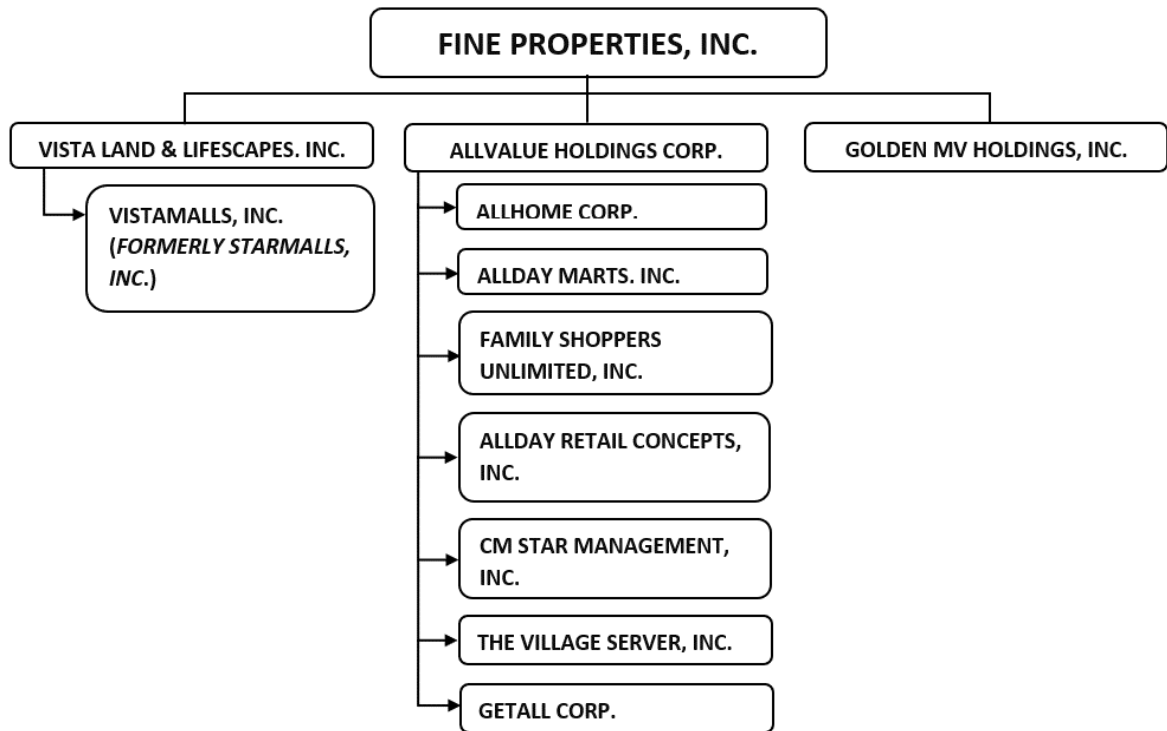 FINE PROPERTIES, INC.
VISTA LAND & LIFESCAPES. INC.
ALLVALUE HOLDINGS CORP.
GOLDEN MV HOLDINGS, INC.
VISTAMALLS, INC.
(FORMERLY STARMALLS,
INC.)
ALLHOME CORP.
ALLDAY MARTS. INC.
FAMILY SHOPPERS
UNLIMITED, INC.
ALLDAY RETAIL CONCEPTS,
INC.
CM STAR MANAGEMENT,
INC.
THE VILLAGE SERVER, INC.
GETALL CORP.